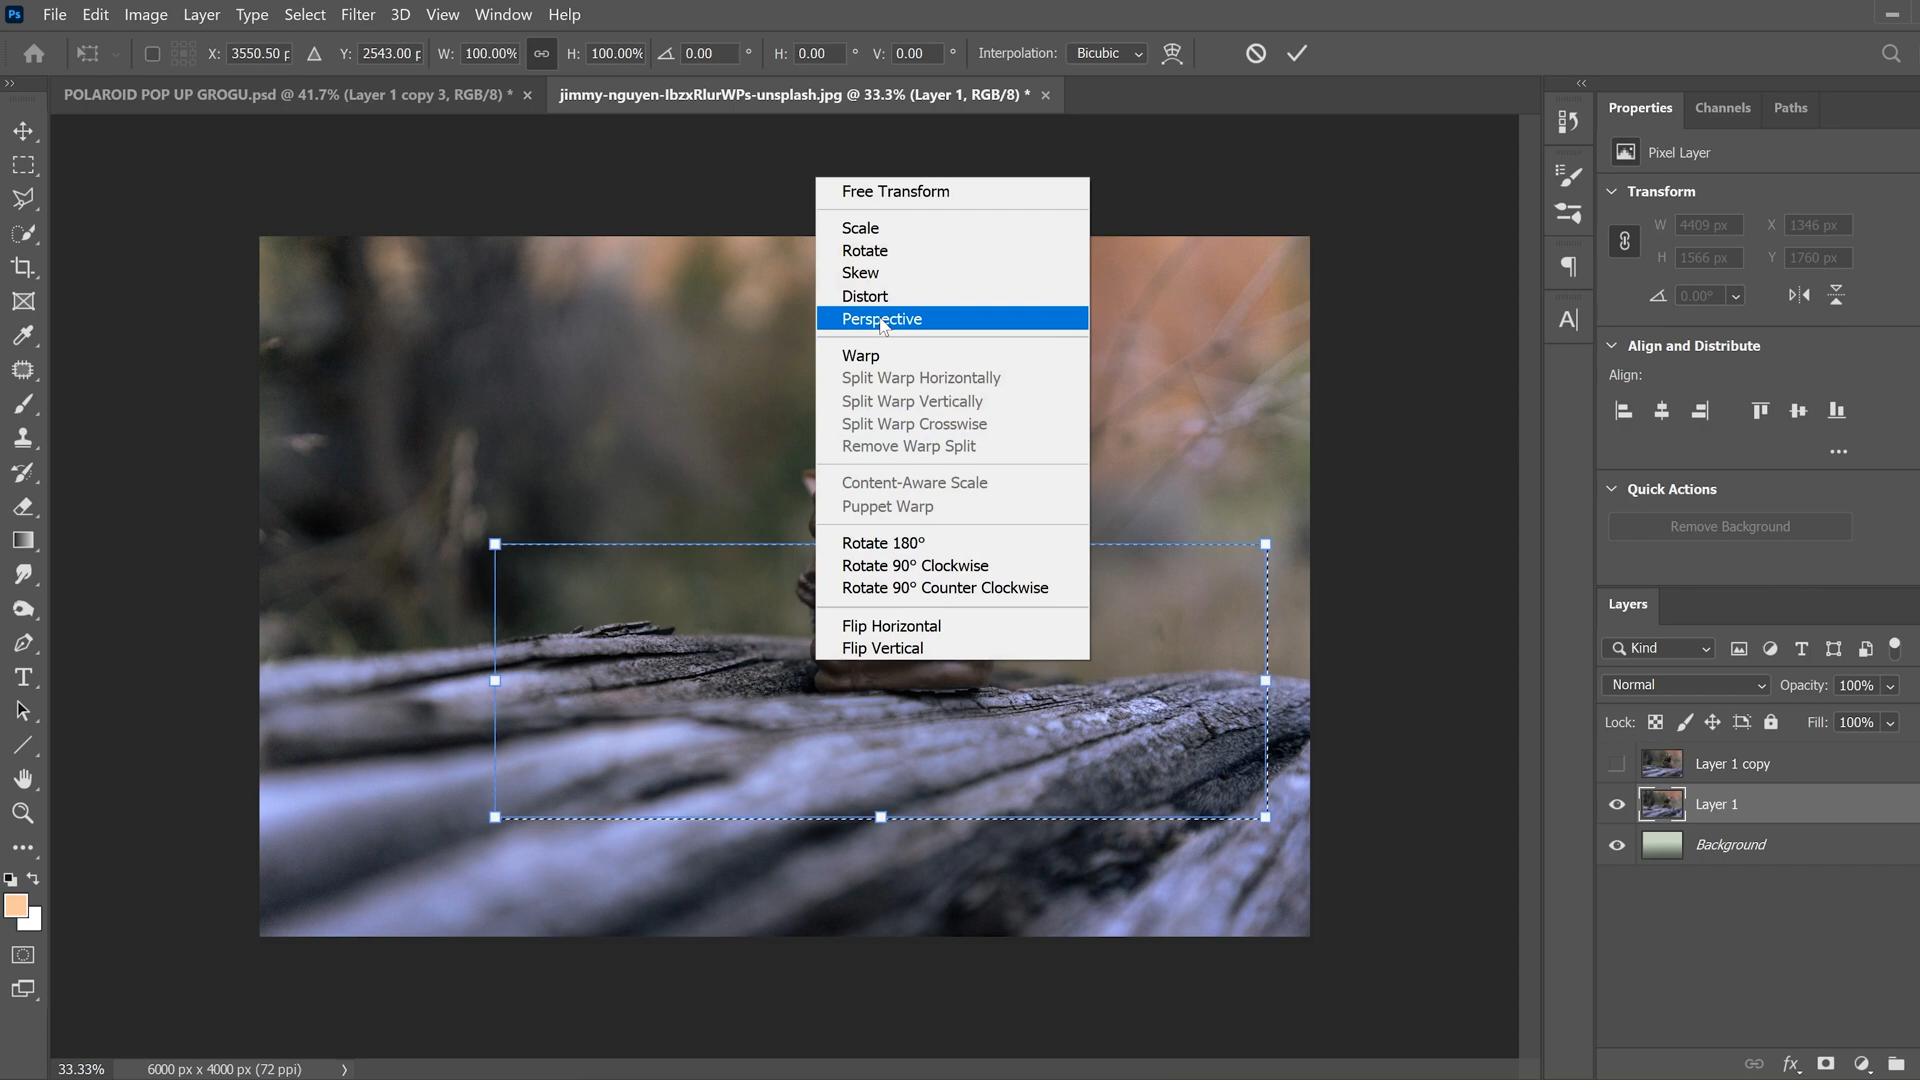 Ps File Edit Image Layer Type Select Filter 3D View Window Help
X: 3550.50 p Y: 2543.00 p W: 100.00% H: 100.00% 0.00 ° H: 0.00 ° V: 0.00 ° Interpolation: Bicubic
POLAROID POP UP GROGU.psd @ 41.7% (Layer 1 copy 3, RGB/8) * × jimmy-nguyen-IbzxRlurWPs-unsplash.jpg @ 33.3% (Layer 1, RGB/8) * ×
Free Transform
Scale
Rotate
Skew
Distort
Perspective
Warp
Split Warp Horizontally
Split Warp Vertically
Split Warp Crosswise
Remove Warp Split
Content-Aware Scale
Puppet Warp
Rotate 180°
Rotate 90° Clockwise
Rotate 90° Counter Clockwise
Flip Horizontal
Flip Vertical
Properties Channels Paths
Pixel Layer
Transform
W 4409 px X 1346 px
H 1566 px Y 1760 px
0.00°
Align and Distribute
Align:
Quick Actions
Remove Background
Layers
Kind
Normal Opacity: 100%
Lock: Fill: 100%
Layer 1 copy
Layer 1
Background
fx
33.33% 6000 px x 4000 px (72 ppi)